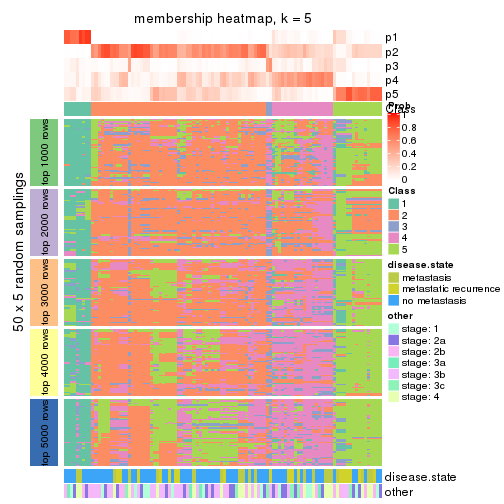 membership heatmap, k = 5
p1
p2
p3
p4
p5
Class
Prob
1
0.8
0.6
0.4
0.2
0
Class
1
2
3
4
5
disease.state
metastasis
metastatic recurrence
no metastasis
other
stage: 1
stage: 2a
stage: 2b
stage: 3a
stage: 3b
stage: 3c
stage: 4
50 x 5 random samplings
top 1000 rows
top 2000 rows
top 3000 rows
top 4000 rows
top 5000 rows
disease.state
other